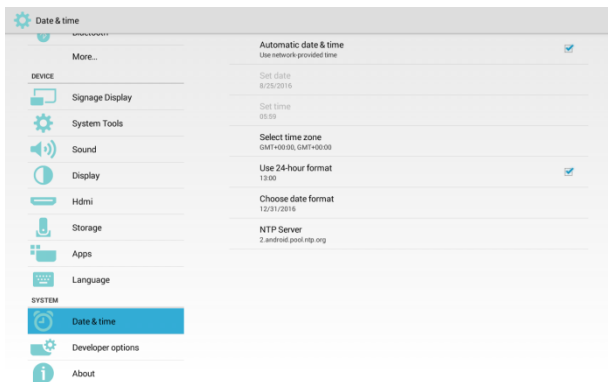 Date & time
Bluetooth
More...
DEVICE
Signage Display
System Tools
Sound
Display
Hdmi
Storage
Apps
Language
SYSTEM
Date & time
Developer options
About
Automatic date & time
Use network-provided time
Set date
8/25/2016
Set time
05:59
Select time zone
GMT+00:00, GMT+00:00
Use 24-hour format
13:00
Choose date format
12/31/2016
NTP Server
2.android.pool.ntp.org